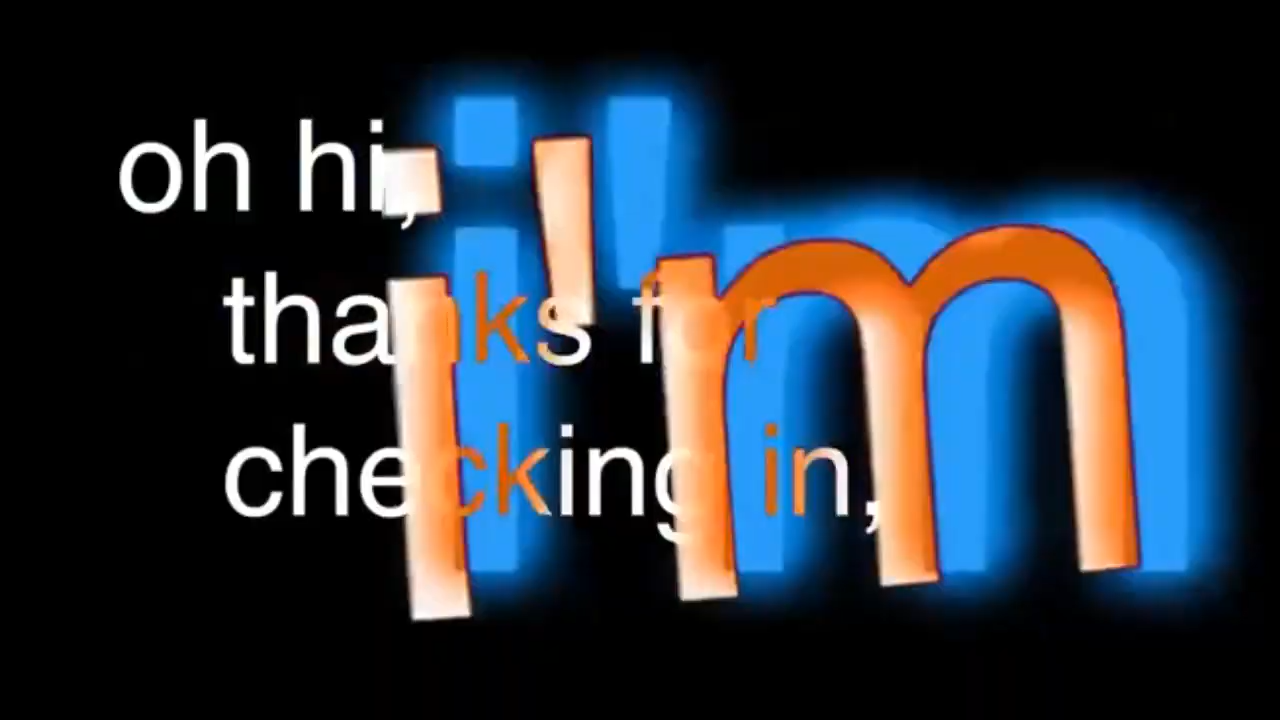 oh hi,
thanks for
checking in,
i'm